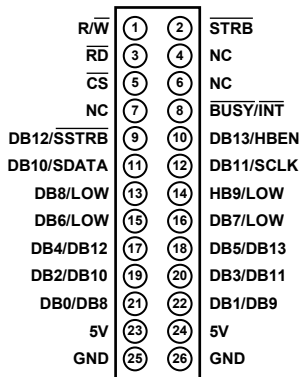 R/W 1 2 STRB
RD 3 4 NC
CS 5 6 NC
NC 7 8 BUSY/INT
DB12/SSTRB 9 10 DB13/HBEN
DB10/SDATA 11 12 DB11/SCLK
DB8/LOW 13 14 HB9/LOW
DB6/LOW 15 16 DB7/LOW
DB4/DB12 17 18 DB5/DB13
DB2/DB10 19 20 DB3/DB11
DB0/DB8 21 22 DB1/DB9
5V 23 24 5V
GND 25 26 GND